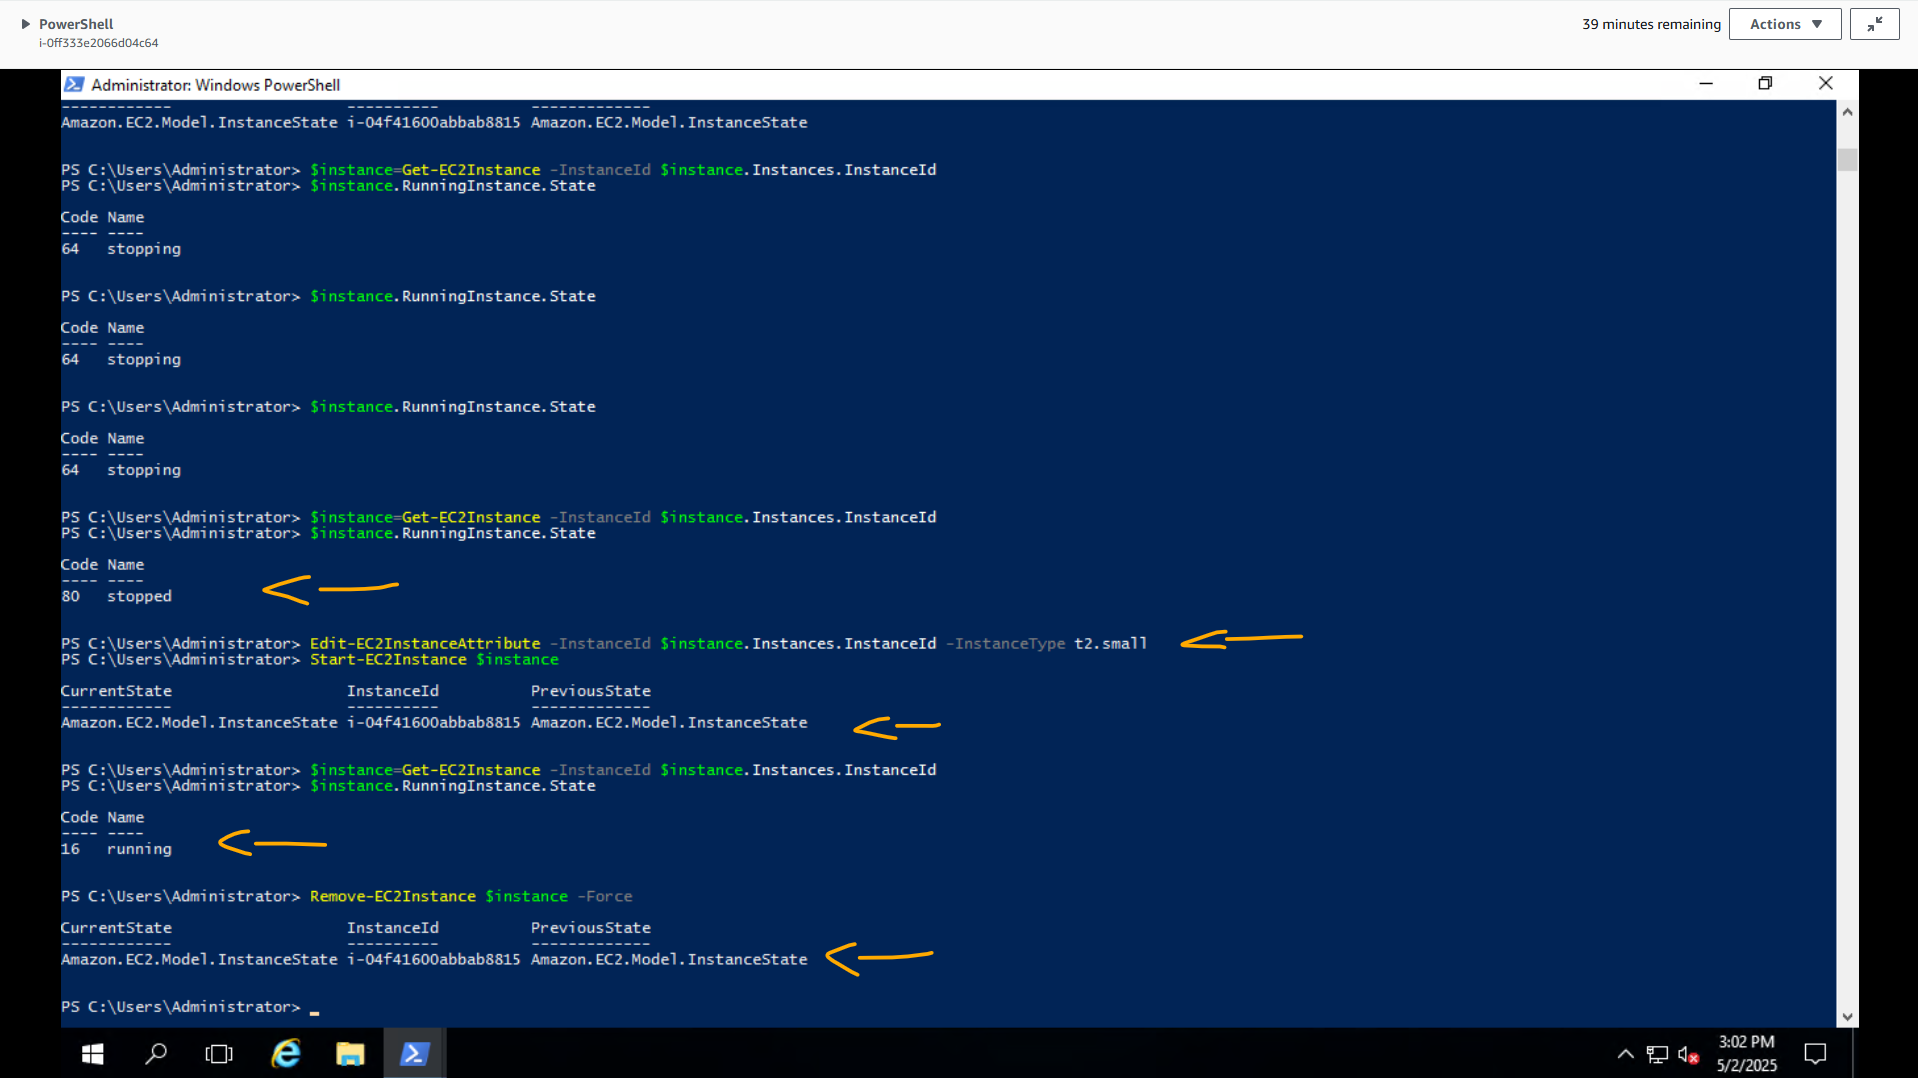 PowerShell
i-0ff333e2066d04c64
39 minutes remaining
Actions
Administrator: Windows PowerShell
------------ ---------- -------------
Amazon.EC2.Model.InstanceState i-04f41600abbab8815 Amazon.EC2.Model.InstanceState
PS C:\Users\Administrator> $instance=Get-EC2Instance -InstanceId $instance.Instances.InstanceId
PS C:\Users\Administrator> $instance.RunningInstance.State
Code Name
---- ----
64 stopping
PS C:\Users\Administrator> $instance.RunningInstance.State
Code Name
---- ----
64 stopping
PS C:\Users\Administrator> $instance.RunningInstance.State
Code Name
---- ----
64 stopping
PS C:\Users\Administrator> $instance=Get-EC2Instance -InstanceId $instance.Instances.InstanceId
PS C:\Users\Administrator> $instance.RunningInstance.State
Code Name
---- ----
80 stopped
PS C:\Users\Administrator> Edit-EC2InstanceAttribute -InstanceId $instance.Instances.InstanceId -InstanceType t2.small
PS C:\Users\Administrator> Start-EC2Instance $instance
CurrentState InstanceId PreviousState
------------ ---------- -------------
Amazon.EC2.Model.InstanceState i-04f41600abbab8815 Amazon.EC2.Model.InstanceState
PS C:\Users\Administrator> $instance=Get-EC2Instance -InstanceId $instance.Instances.InstanceId
PS C:\Users\Administrator> $instance.RunningInstance.State
Code Name
---- ----
16 running
PS C:\Users\Administrator> Remove-EC2Instance $instance -Force
CurrentState InstanceId PreviousState
------------ ---------- -------------
Amazon.EC2.Model.InstanceState i-04f41600abbab8815 Amazon.EC2.Model.InstanceState
PS C:\Users\Administrator> _
3:02 PM
5/2/2025